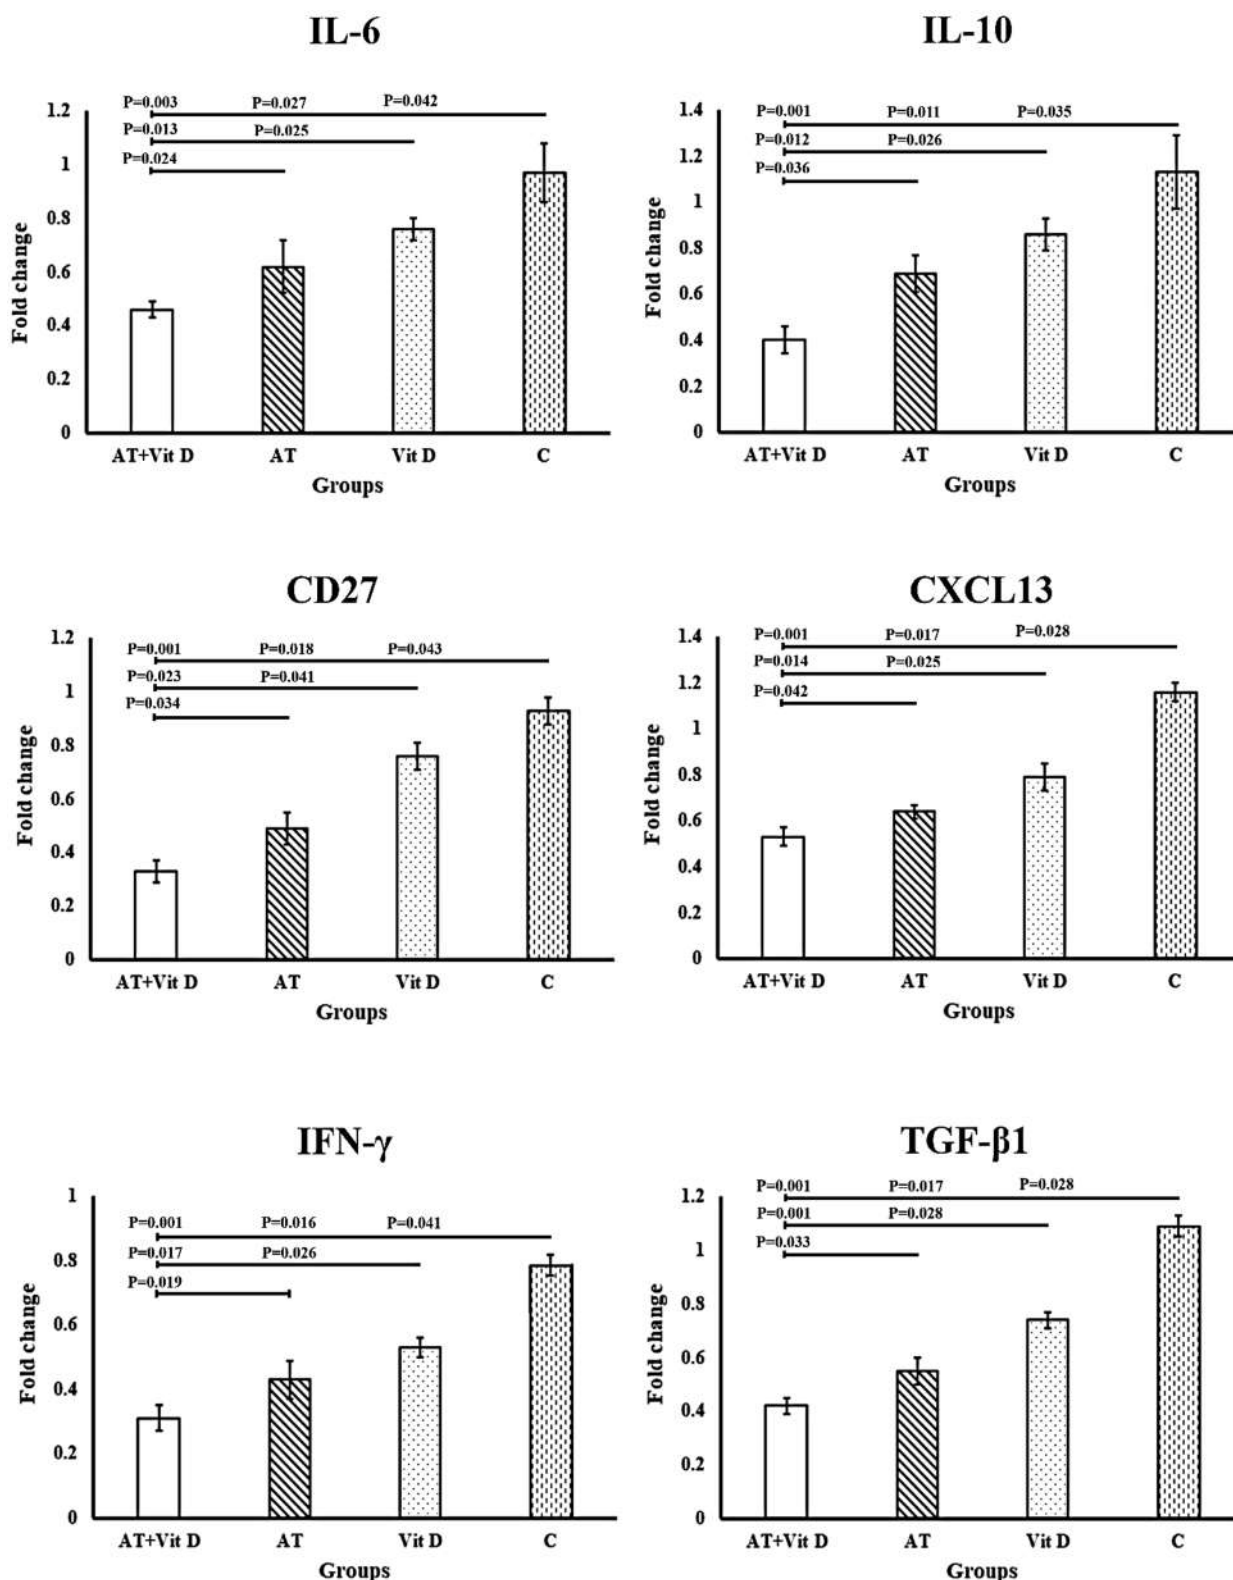 IL-6
P=0.003 P=0.027 P=0.042
P=0.013 P=0.025
P=0.024
1.2
1
0.8
0.6
0.4
0.2
0
Fold change
AT+Vit D AT Vit D C
Groups
IL-10
P=0.001 P=0.011 P=0.035
P=0.012 P=0.026
P=0.036
1.4
1.2
1
0.8
0.6
0.4
0.2
0
Fold change
AT+Vit D AT Vit D C
Groups
CD27
P=0.001 P=0.018 P=0.043
P=0.023 P=0.041
P=0.034
1.2
1
0.8
0.6
0.4
0.2
0
Fold change
AT+Vit D AT Vit D C
Groups
CXCL13
P=0.001 P=0.017 P=0.028
P=0.014 P=0.025
P=0.042
1.4
1.2
1
0.8
0.6
0.4
0.2
0
Fold change
AT+Vit D AT Vit D C
Groups
IFN-γ
P=0.001 P=0.016 P=0.041
P=0.017 P=0.026
P=0.019
1
0.8
0.6
0.4
0.2
0
Fold change
AT+Vit D AT Vit D C
Groups
TGF-β1
P=0.001 P=0.017 P=0.028
P=0.001 P=0.028
P=0.033
1.2
1
0.8
0.6
0.4
0.2
0
Fold change
AT+Vit D AT Vit D C
Groups